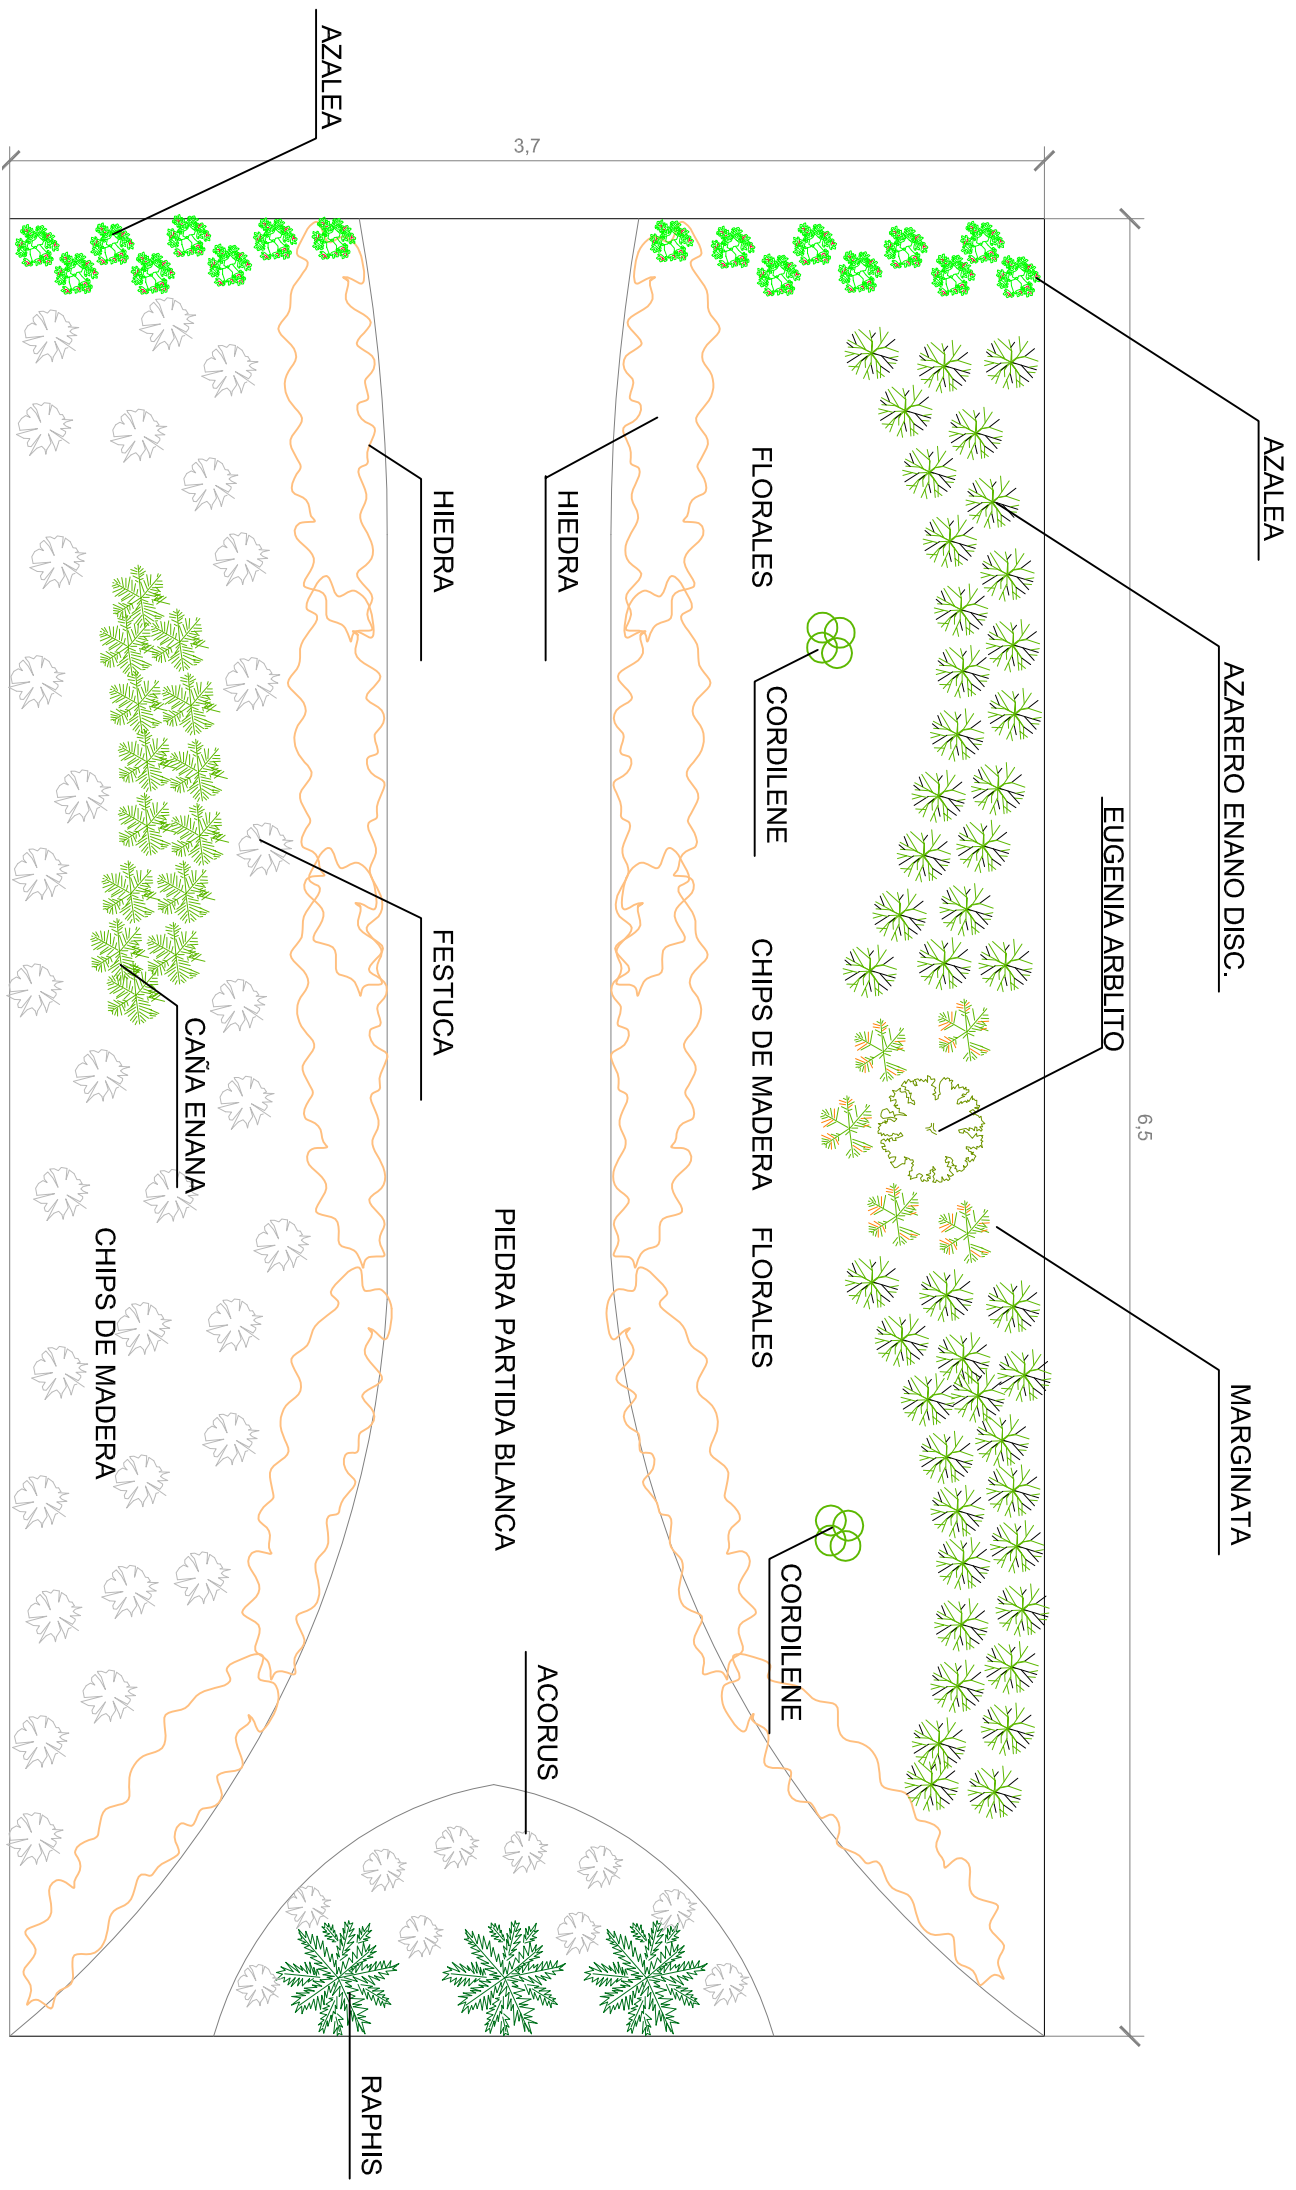 AZALEA
3,7
AZALEA
HIEDRA
HIEDRA
FLORALES
CORDILENE
AZARERO ENANO DISC.
EUGENIA ARBLITO
FESTUCA
CAÑA ENANA
CHIPS DE MADERA
6,5
FLORALES
PIEDRA PARTIDA BLANCA
CHIPS DE MADERA
MARGINATA
CORDILENE
ACORUS
RAPHIS